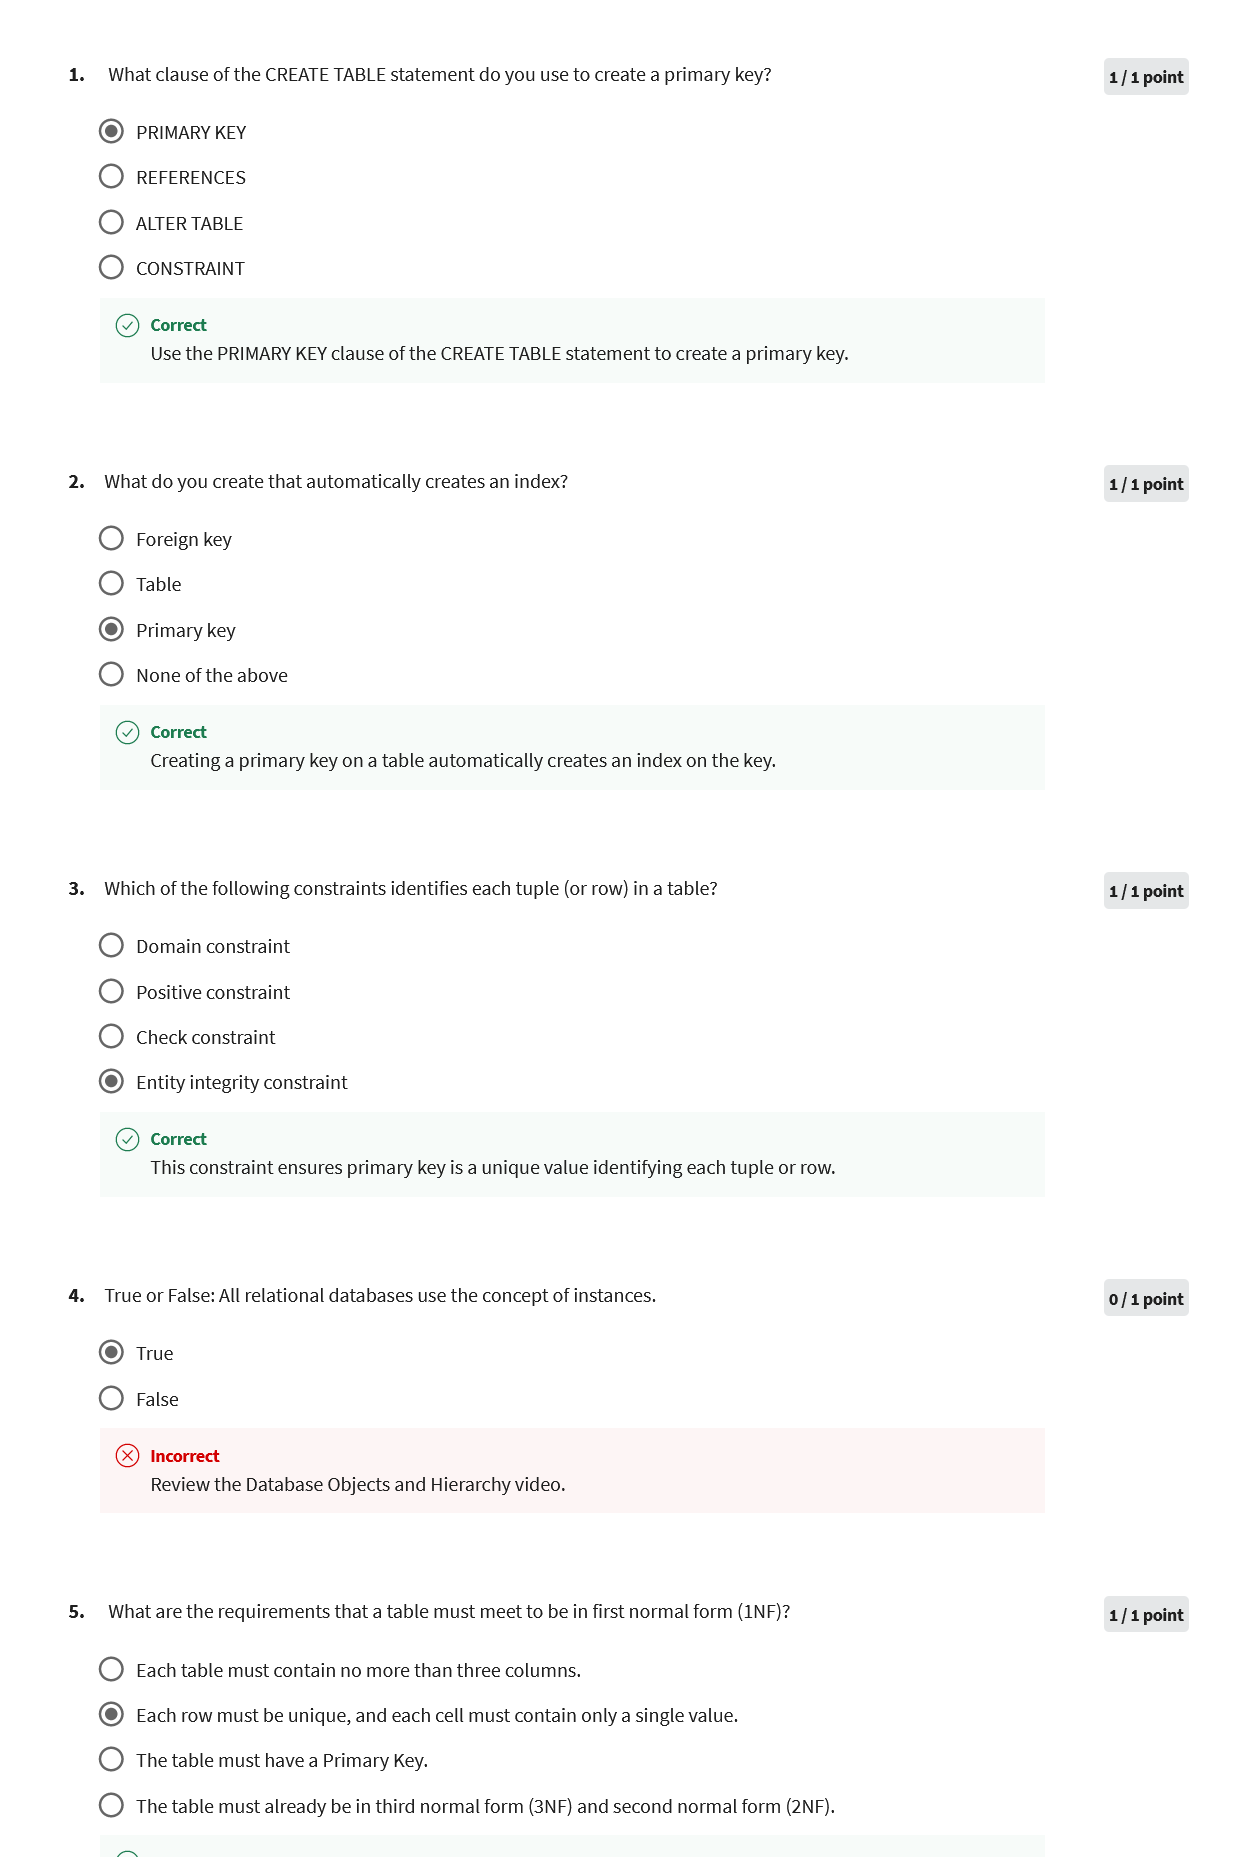 1. What clause of the CREATE TABLE statement do you use to create a primary key?
1 / 1 point
PRIMARY KEY
REFERENCES
ALTER TABLE
CONSTRAINT
Correct
Use the PRIMARY KEY clause of the CREATE TABLE statement to create a primary key.
2. What do you create that automatically creates an index?
1 / 1 point
Foreign key
Table
Primary key
None of the above
Correct
Creating a primary key on a table automatically creates an index on the key.
3. Which of the following constraints identifies each tuple (or row) in a table?
1 / 1 point
Domain constraint
Positive constraint
Check constraint
Entity integrity constraint
Correct
This constraint ensures primary key is a unique value identifying each tuple or row.
4. True or False: All relational databases use the concept of instances.
0 / 1 point
True
False
Incorrect
Review the Database Objects and Hierarchy video.
5. What are the requirements that a table must meet to be in first normal form (1NF)?
1 / 1 point
Each table must contain no more than three columns.
Each row must be unique, and each cell must contain only a single value.
The table must have a Primary Key.
The table must already be in third normal form (3NF) and second normal form (2NF).